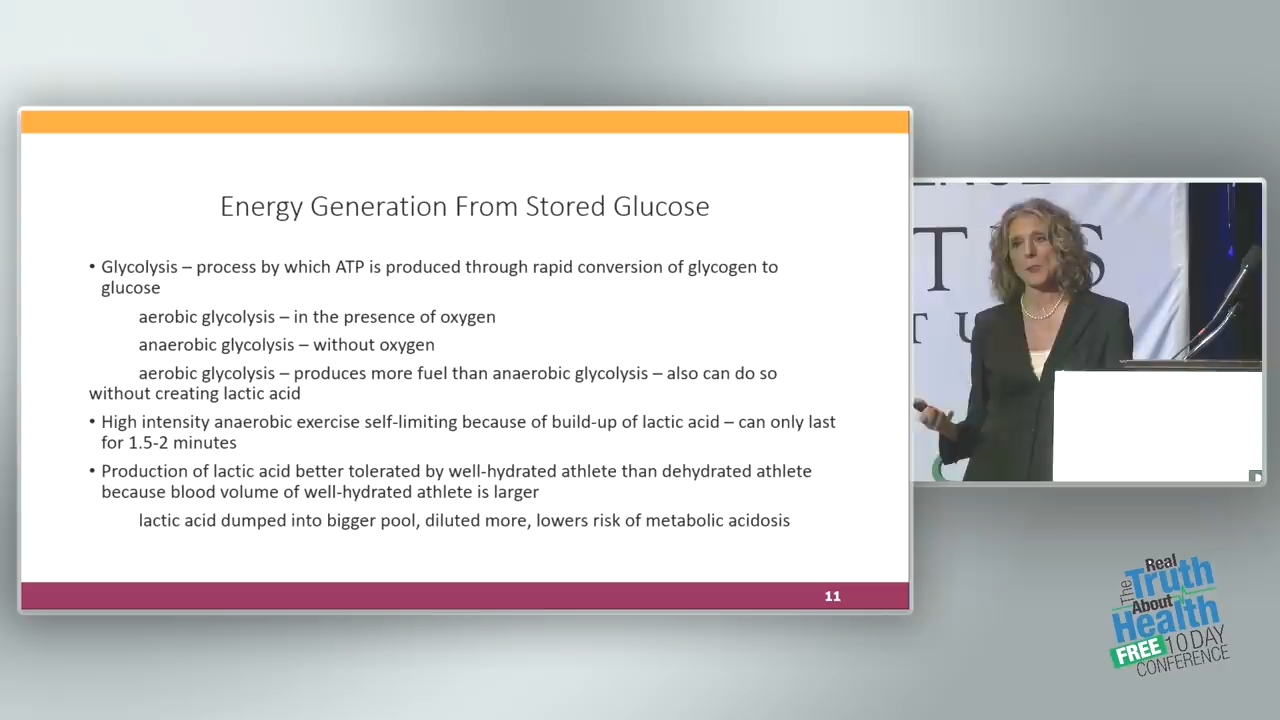 Energy Generation From Stored Glucose
• Glycolysis – process by which ATP is produced through rapid conversion of glycogen to
glucose
aerobic glycolysis – in the presence of oxygen
anaerobic glycolysis – without oxygen
aerobic glycolysis – produces more fuel than anaerobic glycolysis – also can do so
without creating lactic acid
• High intensity anaerobic exercise self-limiting because of build-up of lactic acid – can only last
for 1.5-2 minutes
• Production of lactic acid better tolerated by well-hydrated athlete than dehydrated athlete
because blood volume of well-hydrated athlete is larger
lactic acid dumped into bigger pool, diluted more, lowers risk of metabolic acidosis
11
The Real
Truth
About
Health
FREE 10 DAY
CONFERENCE